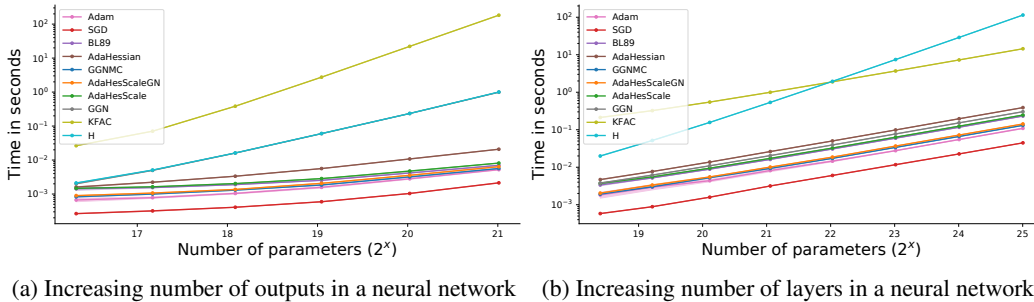 Time in seconds
10²
10¹
10⁰
10⁻¹
10⁻²
10⁻³
Adam
SGD
BL89
AdaHessian
GGNMC
AdaHesScaleGN
AdaHesScale
GGN
KFAC
H
17 18 19 20 21
Number of parameters (2ˣ)
Time in seconds
10²
10¹
10⁰
10⁻¹
10⁻²
10⁻³
Adam
SGD
BL89
AdaHessian
GGNMC
AdaHesScaleGN
AdaHesScale
GGN
KFAC
H
19 20 21 22 23 24 25
Number of parameters (2ˣ)
(a) Increasing number of outputs in a neural network
(b) Increasing number of layers in a neural network